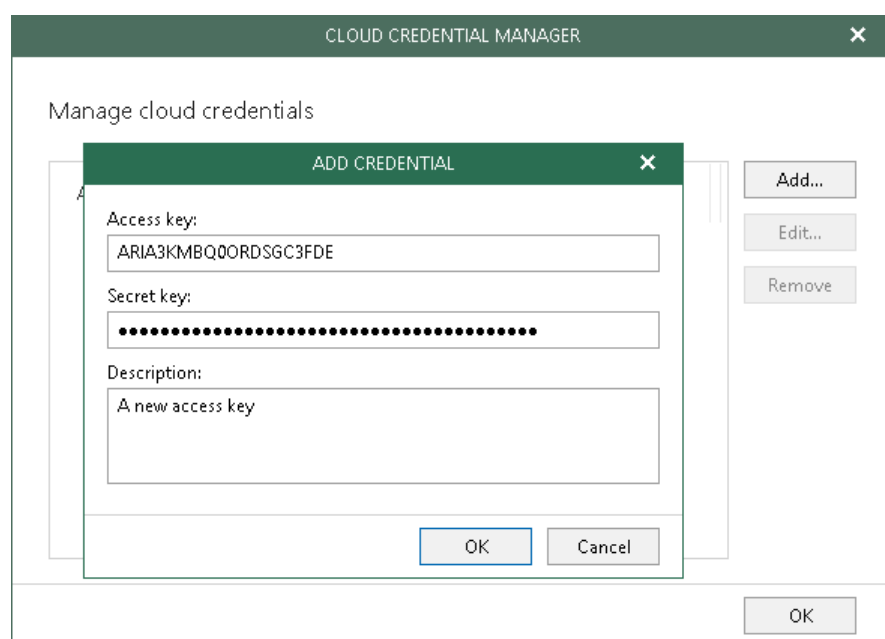 CLOUD CREDENTIAL MANAGER
Manage cloud credentials
Add...
Edit...
Remove
ADD CREDENTIAL
Access key:
ARIA3KMBQ0ORDSGC3FDE
Secret key:
●●●●●●●●●●●●●●●●●●●●●●●●●●●●●●●●●●●●●●●●
Description:
A new access key
OK Cancel
OK